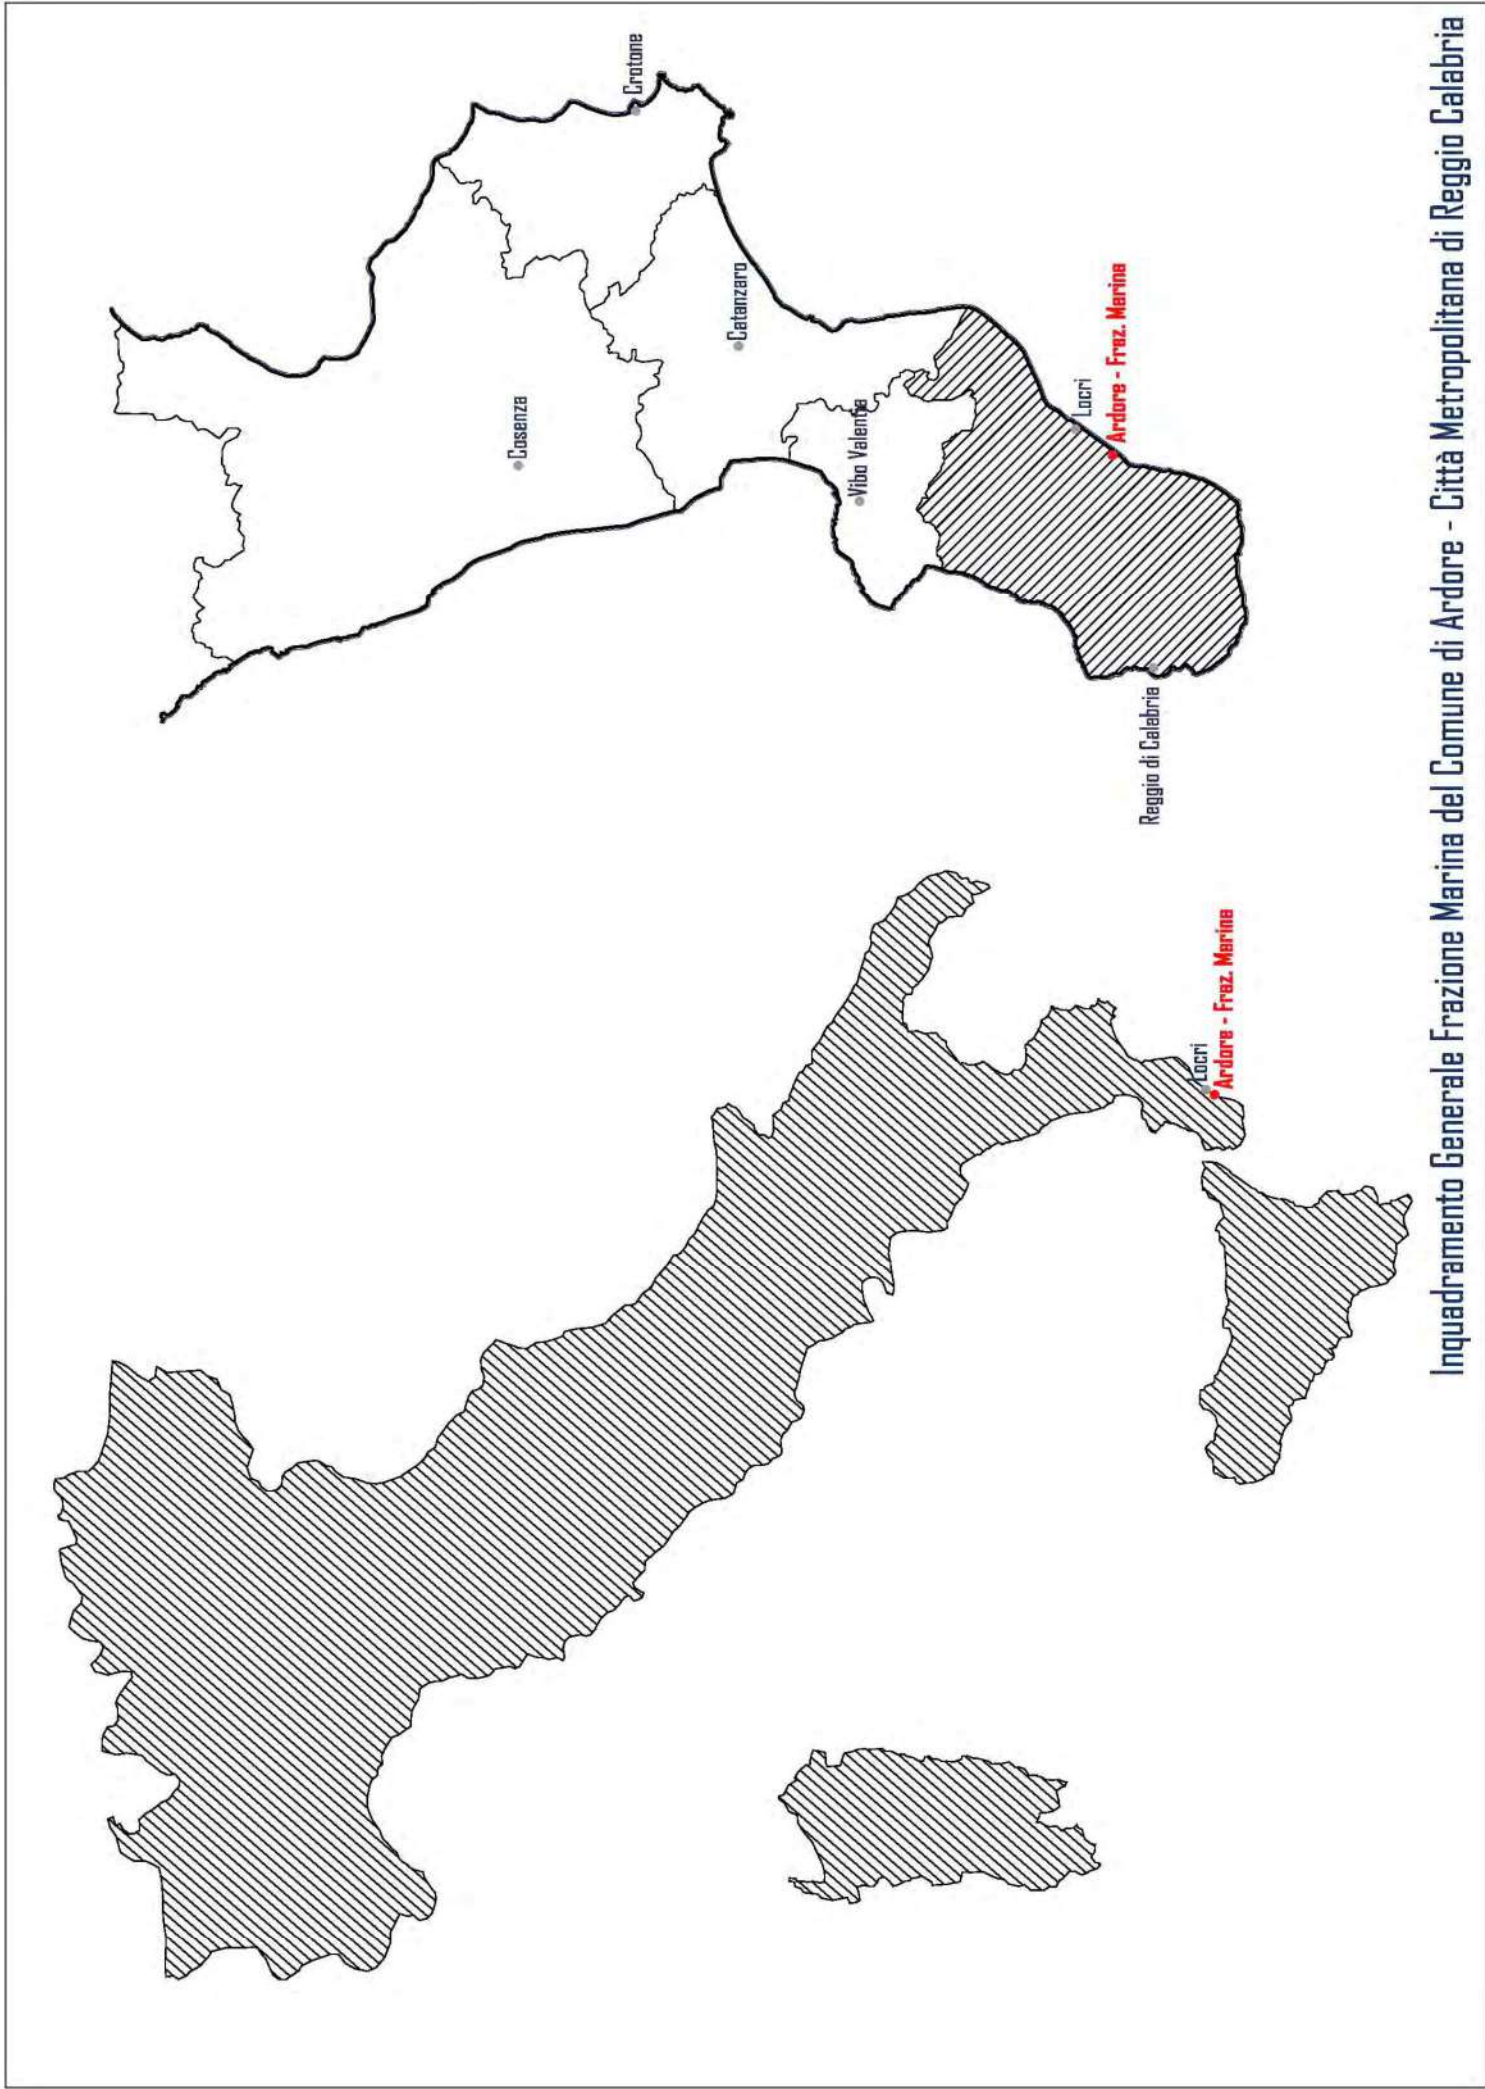 Locri
Ardore - Fraz. Marina
Crotone
Cosenza
Catanzaro
Vibo Valentia
Locri
Ardore - Fraz. Marina
Reggio di Calabria
Inquadramento Generale Frazione Marina del Comune di Ardore - Città Metropolitana di Reggio Calabria